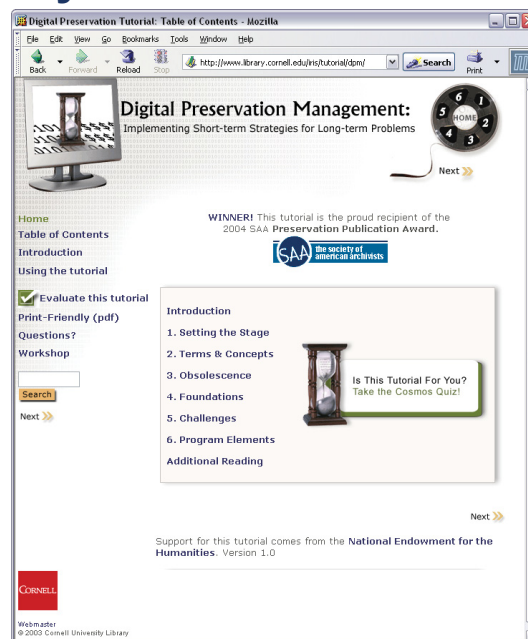 Digital Preservation Tutorial: Table of Contents - Mozilla
File Edit View Go Bookmarks Tools Window Help
Back Forward Reload Stop http://www.library.cornell.edu/iris/tutorial/dpm/ Search Print
Digital Preservation Management:
Implementing Short-term Strategies for Long-term Problems
HOME
1
2
3
4
5
6
Next
Home
Table of Contents
Introduction
Using the tutorial
Evaluate this tutorial
Print-Friendly (pdf)
Questions?
Workshop
Search
Next
WINNER! This tutorial is the proud recipient of the
2004 SAA Preservation Publication Award.
SAA the society of
american archivists
Introduction
1. Setting the Stage
2. Terms & Concepts
3. Obsolescence
4. Foundations
5. Challenges
6. Program Elements
Additional Reading
Is This Tutorial For You?
Take the Cosmos Quiz!
Next
Support for this tutorial comes from the National Endowment for the
Humanities. Version 1.0
CORNELL
Webmaster
© 2003 Cornell University Library